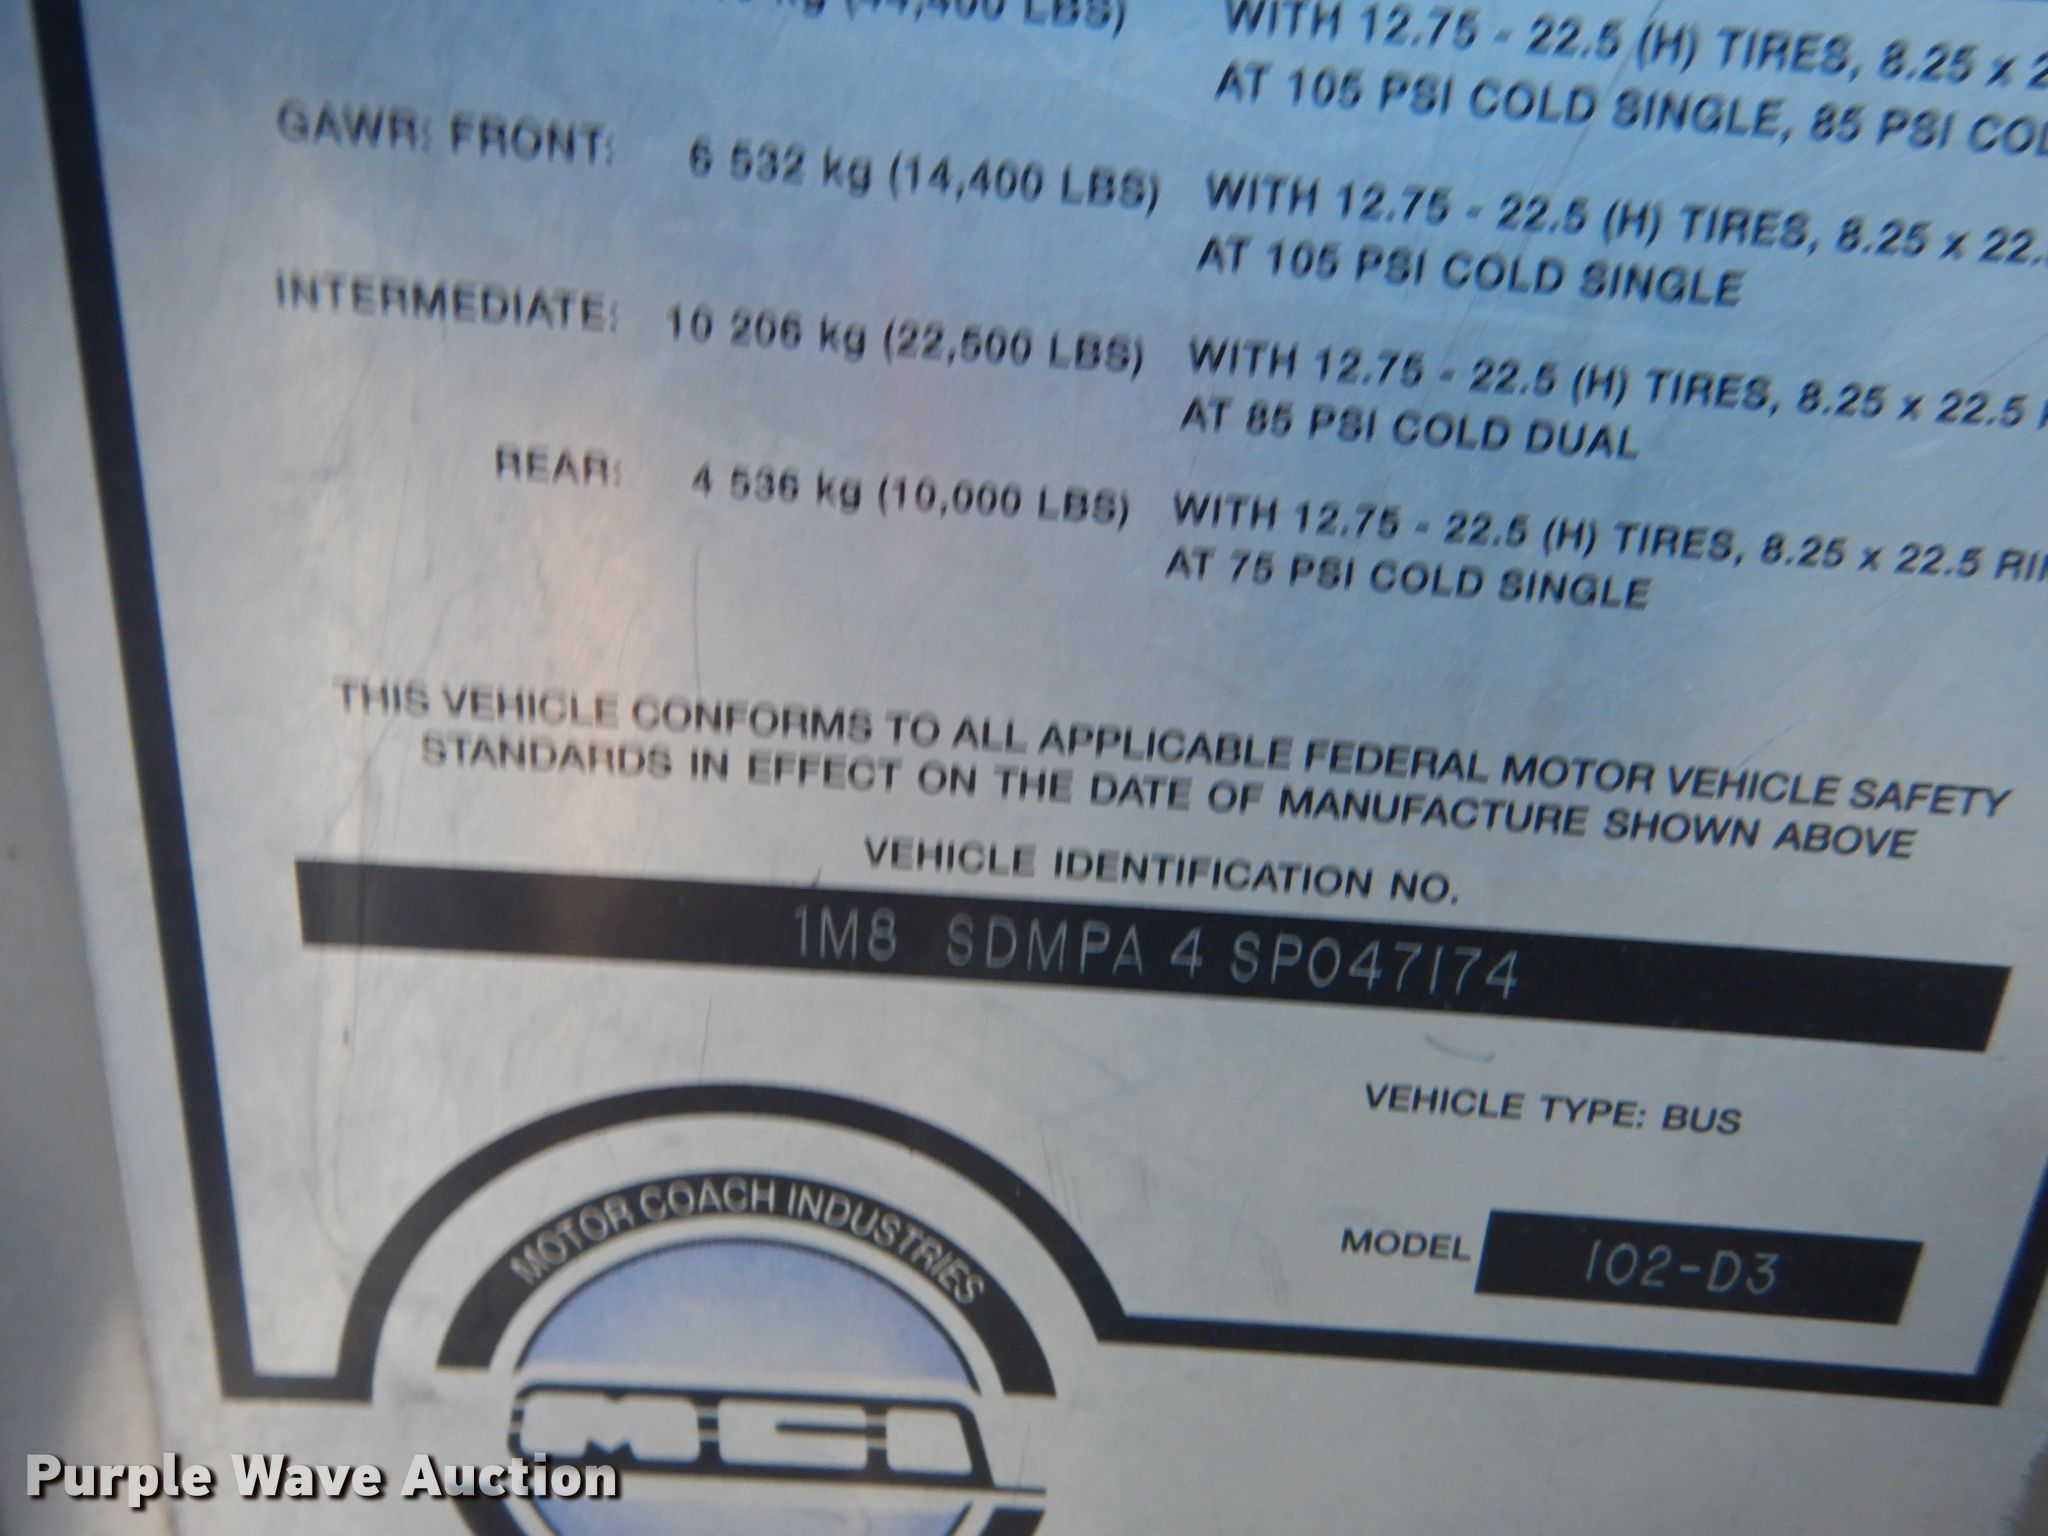 kg (44,400 LBS) WITH 12.75 - 22.5 (H) TIRES, 8.25 x
AT 105 PSI COLD SINGLE, 85 PSI
GAWR: FRONT: 6 532 kg (14,400 LBS) WITH 12.75 - 22.5 (H) TIRES, 8.25 x 22.
AT 105 PSI COLD SINGLE
INTERMEDIATE: 10 206 kg (22,500 LBS) WITH 12.75 - 22.5 (H) TIRES, 8.25 x 22.5
AT 85 PSI COLD DUAL
REAR: 4 536 kg (10,000 LBS) WITH 12.75 - 22.5 (H) TIRES, 8.25 x 22.5
AT 75 PSI COLD SINGLE
THIS VEHICLE CONFORMS TO ALL APPLICABLE FEDERAL MOTOR VEHICLE SAFETY
STANDARDS IN EFFECT ON THE DATE OF MANUFACTURE SHOWN ABOVE
VEHICLE IDENTIFICATION NO.
1M8 SDMPA 4 SP047174
VEHICLE TYPE: BUS
MODEL 102-D3
MOTOR COACH INDUSTRIES
MCI
Purple Wave Auction